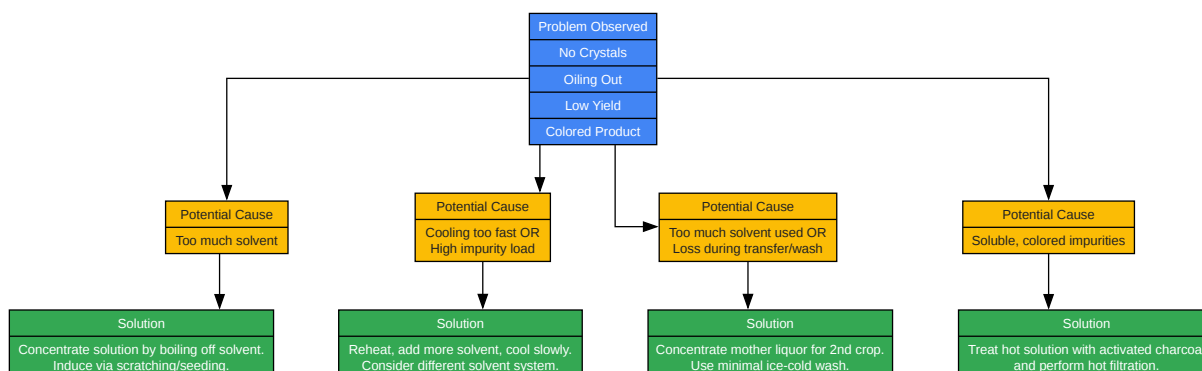 Problem Observed
No Crystals
Oiling Out
Low Yield
Colored Product
Potential Cause
Too much solvent
Potential Cause
Cooling too fast OR
High impurity load
Potential Cause
Too much solvent used OR
Loss during transfer/wash
Potential Cause
Soluble, colored impurities
Solution
Concentrate solution by boiling off solvent.
Induce via scratching/seeding.
Solution
Reheat, add more solvent, cool slowly.
Consider different solvent system.
Solution
Concentrate mother liquor for 2nd crop.
Use minimal ice-cold wash.
Solution
Treat hot solution with activated charcoal
and perform hot filtration.